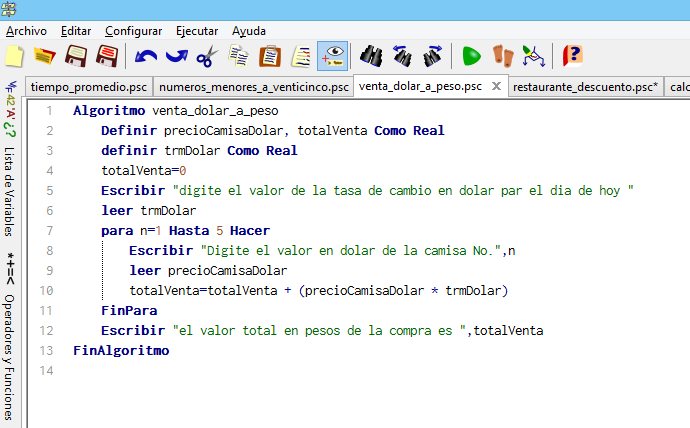 Archivo Editar Configurar Ejecutar Ayuda
tiempo_promedio.psc numeros_menores_a_venticinco.psc venta_dolar_a_peso.psc restaurante_descuento.psc* calc
Lista de Variables
Operadores y Funciones
1 Algoritmo venta_dolar_a_peso
2 Definir precioCamisaDolar, totalVenta Como Real
3 definir trmDolar Como Real
4 totalVenta=0
5 Escribir "digite el valor de la tasa de cambio en dolar par el dia de hoy "
6 leer trmDolar
7 para n=1 Hasta 5 Hacer
8 Escribir "Digite el valor en dolar de la camisa No.",n
9 leer precioCamisaDolar
10 totalVenta=totalVenta + (precioCamisaDolar * trmDolar)
11 FinPara
12 Escribir "el valor total en pesos de la compra es ",totalVenta
13 FinAlgoritmo
14